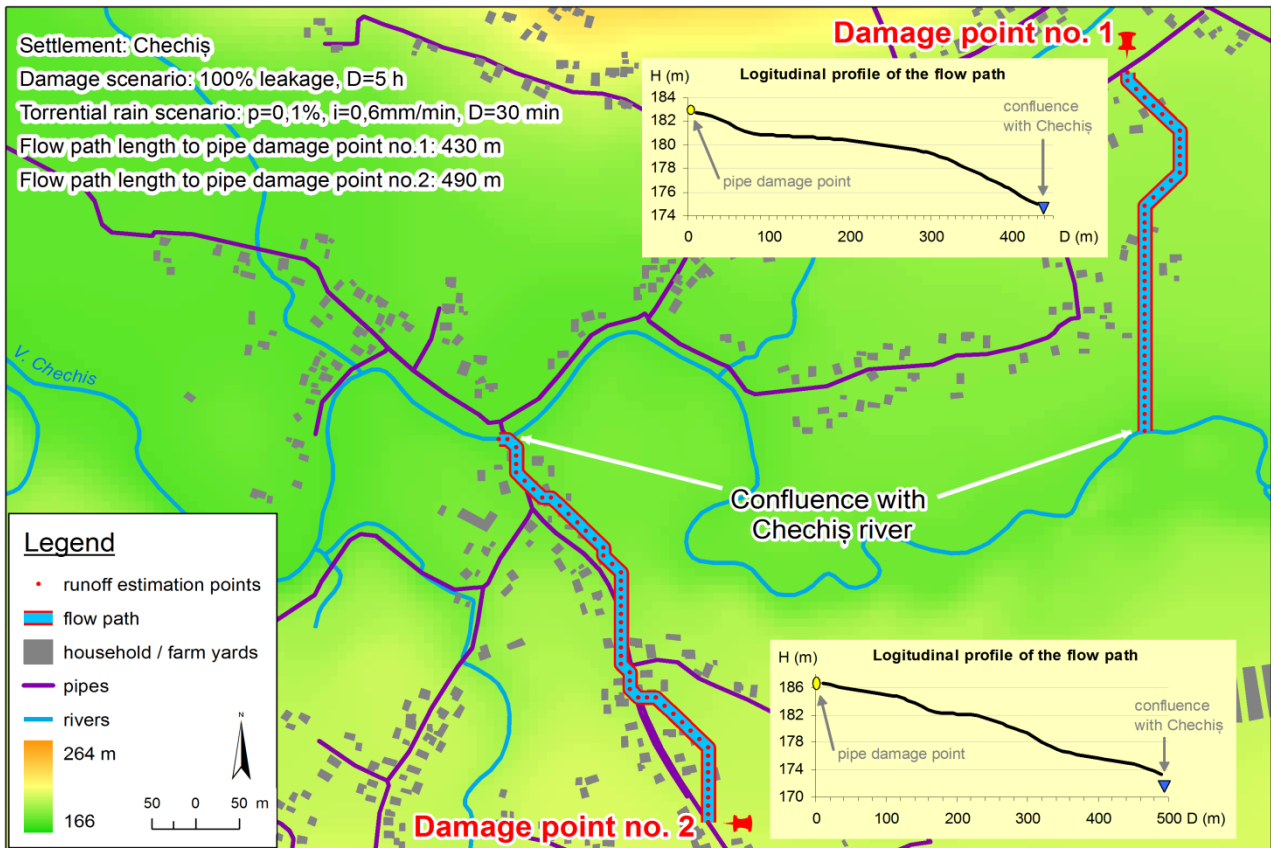 Settlement: Chechiș
Damage scenario: 100% leakage, D=5 h
Torrential rain scenario: p=0,1%, i=0,6mm/min, D=30 min
Flow path length to pipe damage point no.1: 430 m
Flow path length to pipe damage point no.2: 490 m
Damage point no. 1
H (m)
Logitudinal profile of the flow path
184
182
180
178
176
174
confluence
with Chechiș
pipe damage point
0
100
200
300
400
D (m)
V. Chechis
Confluence with
Chechiș river
Legend
runoff estimation points
flow path
household / farm yards
pipes
rivers
264 m
166
N
50 0 50 m
Damage point no. 2
H (m)
Logitudinal profile of the flow path
186
182
178
174
170
confluence
with Chechiș
pipe damage point
0
100
200
300
400
500
D (m)